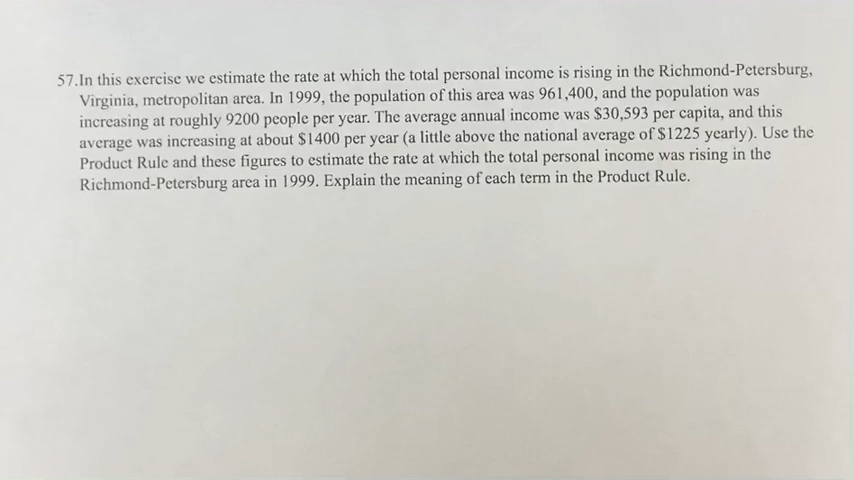 57.In this exercise we estimate the rate at which the total personal income is rising in the Richmond-Petersburg,
Virginia, metropolitan area. In 1999, the population of this area was 961,400, and the population was
increasing at roughly 9200 people per year. The average annual income was $30,593 per capita, and this
average was increasing at about $1400 per year (a little above the national average of $1225 yearly). Use the
Product Rule and these figures to estimate the rate at which the total personal income was rising in the
Richmond-Petersburg area in 1999. Explain the meaning of each term in the Product Rule.